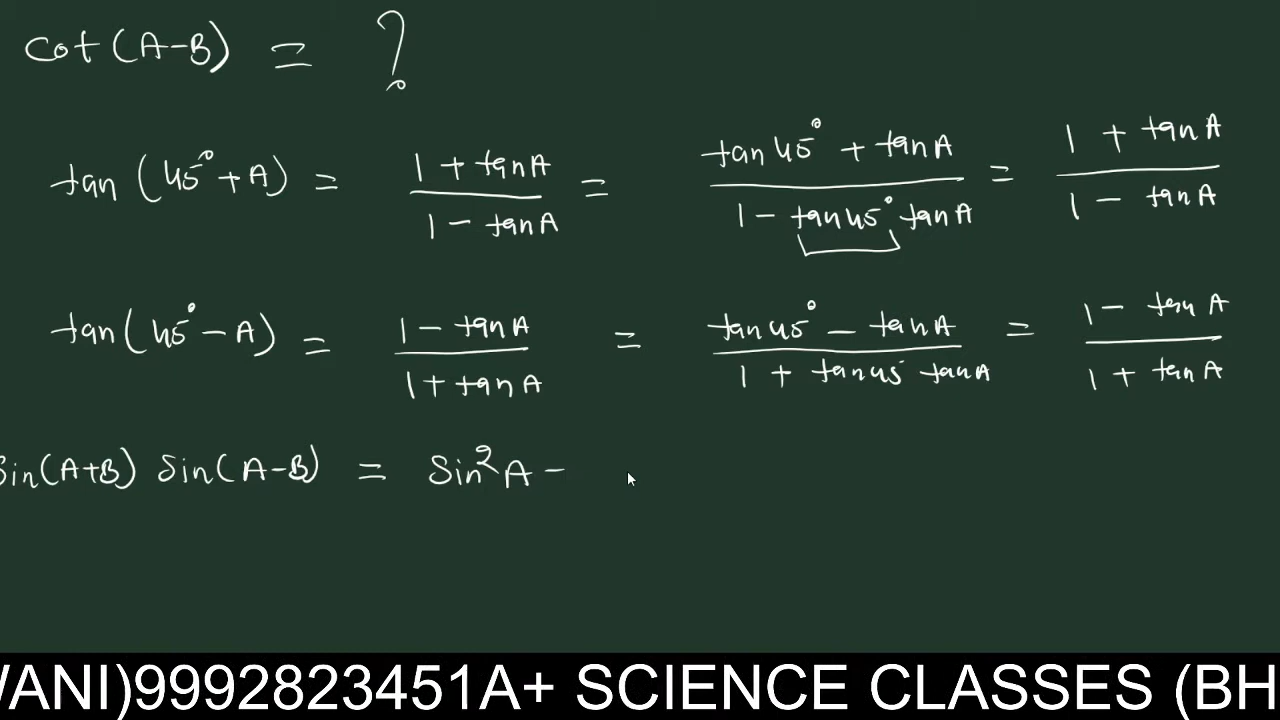 cot(A-B) = ?
tan(45°+A) = (1 + tanA)/(1 - tanA) = (tan45° + tanA)/(1 - tan45° tanA) = (1 + tanA)/(1 - tanA)
tan(45°-A) = (1 - tanA)/(1 + tanA) = (tan45° - tanA)/(1 + tan45 tanA) = (1 - tanA)/(1 + tanA)
Sin(A+B) Sin(A-B) = Sin²A -
WANI)9992823451A+ SCIENCE CLASSES (BH